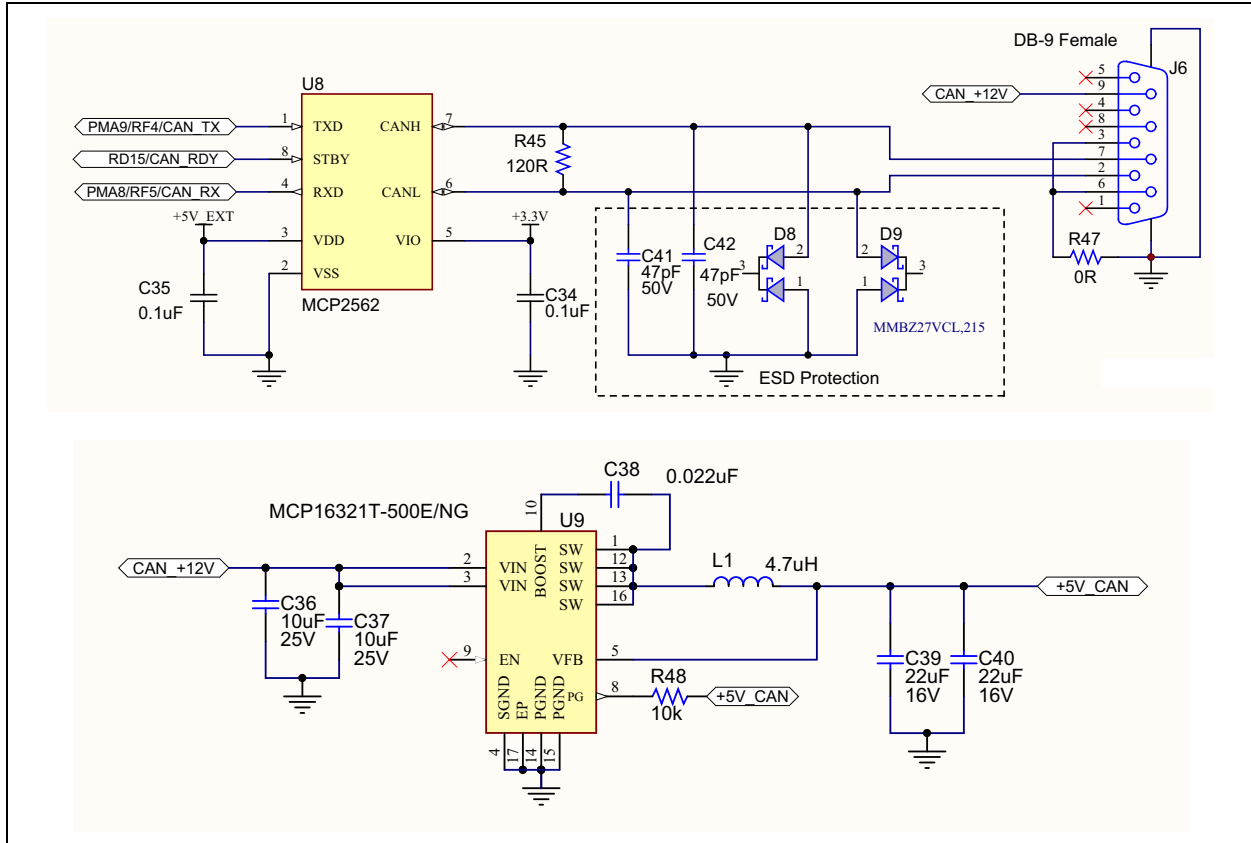 DB-9 Female
J6
U8
5
9
4
8
3
7
2
6
1
CAN_+12V
PMA9/RF4/CAN_TX
1
TXD
CANH
7
RD15/CAN_RDY
8
STBY
PMA8/RF5/CAN_RX
4
RXD
CANL
6
R45
120R
+5V_EXT
3
VDD
VIO
5
+3.3V
2
VSS
MCP2562
C35
0.1uF
C34
0.1uF
C41
47pF
50V
C42
47pF
50V
D8
2
3
1
D9
2
3
1
MMBZ27VCL,215
ESD Protection
R47
0R
C38
0.022uF
MCP16321T-500E/NG
U9
10
BOOST
CAN_+12V
2
VIN
3
VIN
SW
1
SW
12
SW
13
SW
16
L1
4.7uH
+5V_CAN
C36
10uF
25V
C37
10uF
25V
9
EN
VFB
5
PG
8
R48
10k
+5V_CAN
C39
22uF
16V
C40
22uF
16V
SGND
EP
PGND
PGND
4
17
14
15